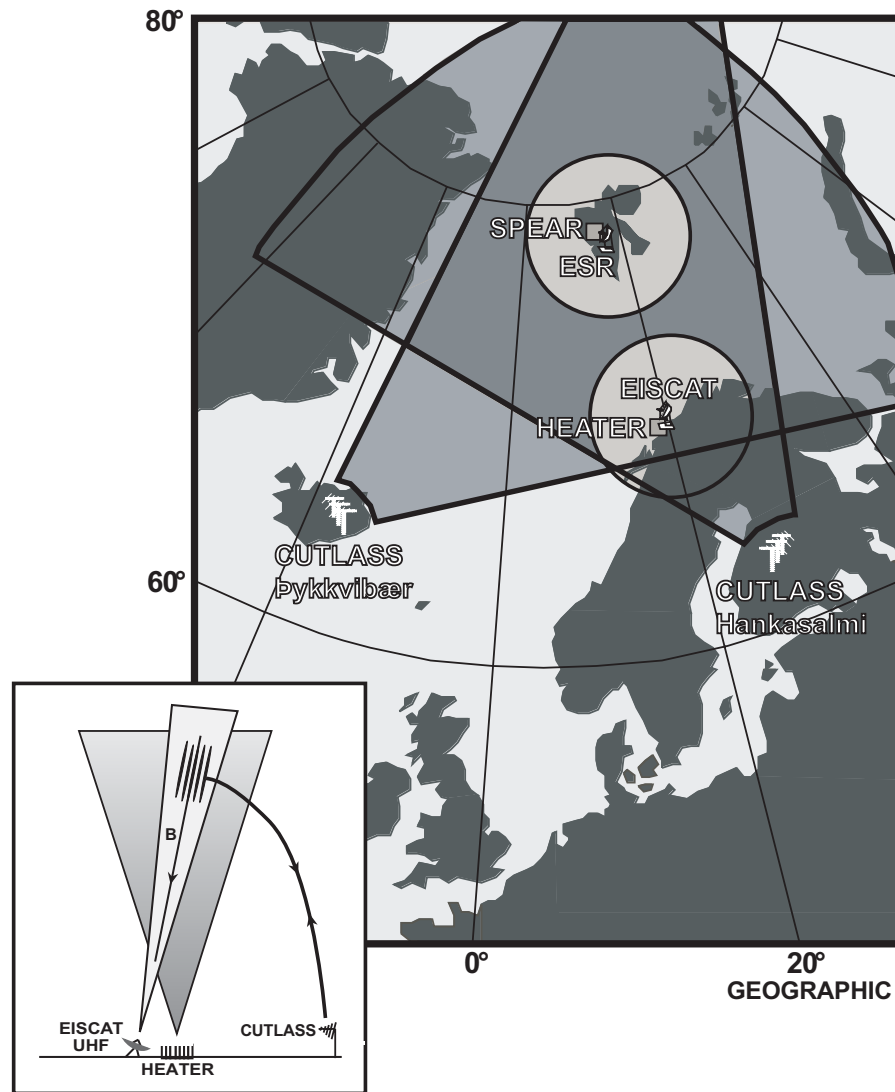 80°
SPEAR
ESR
EISCAT
HEATER
CUTLASS
Þykkvibær
60°
CUTLASS
Hankasalmi
B
EISCAT
UHF
HEATER
CUTLASS
0°
20°
GEOGRAPHIC